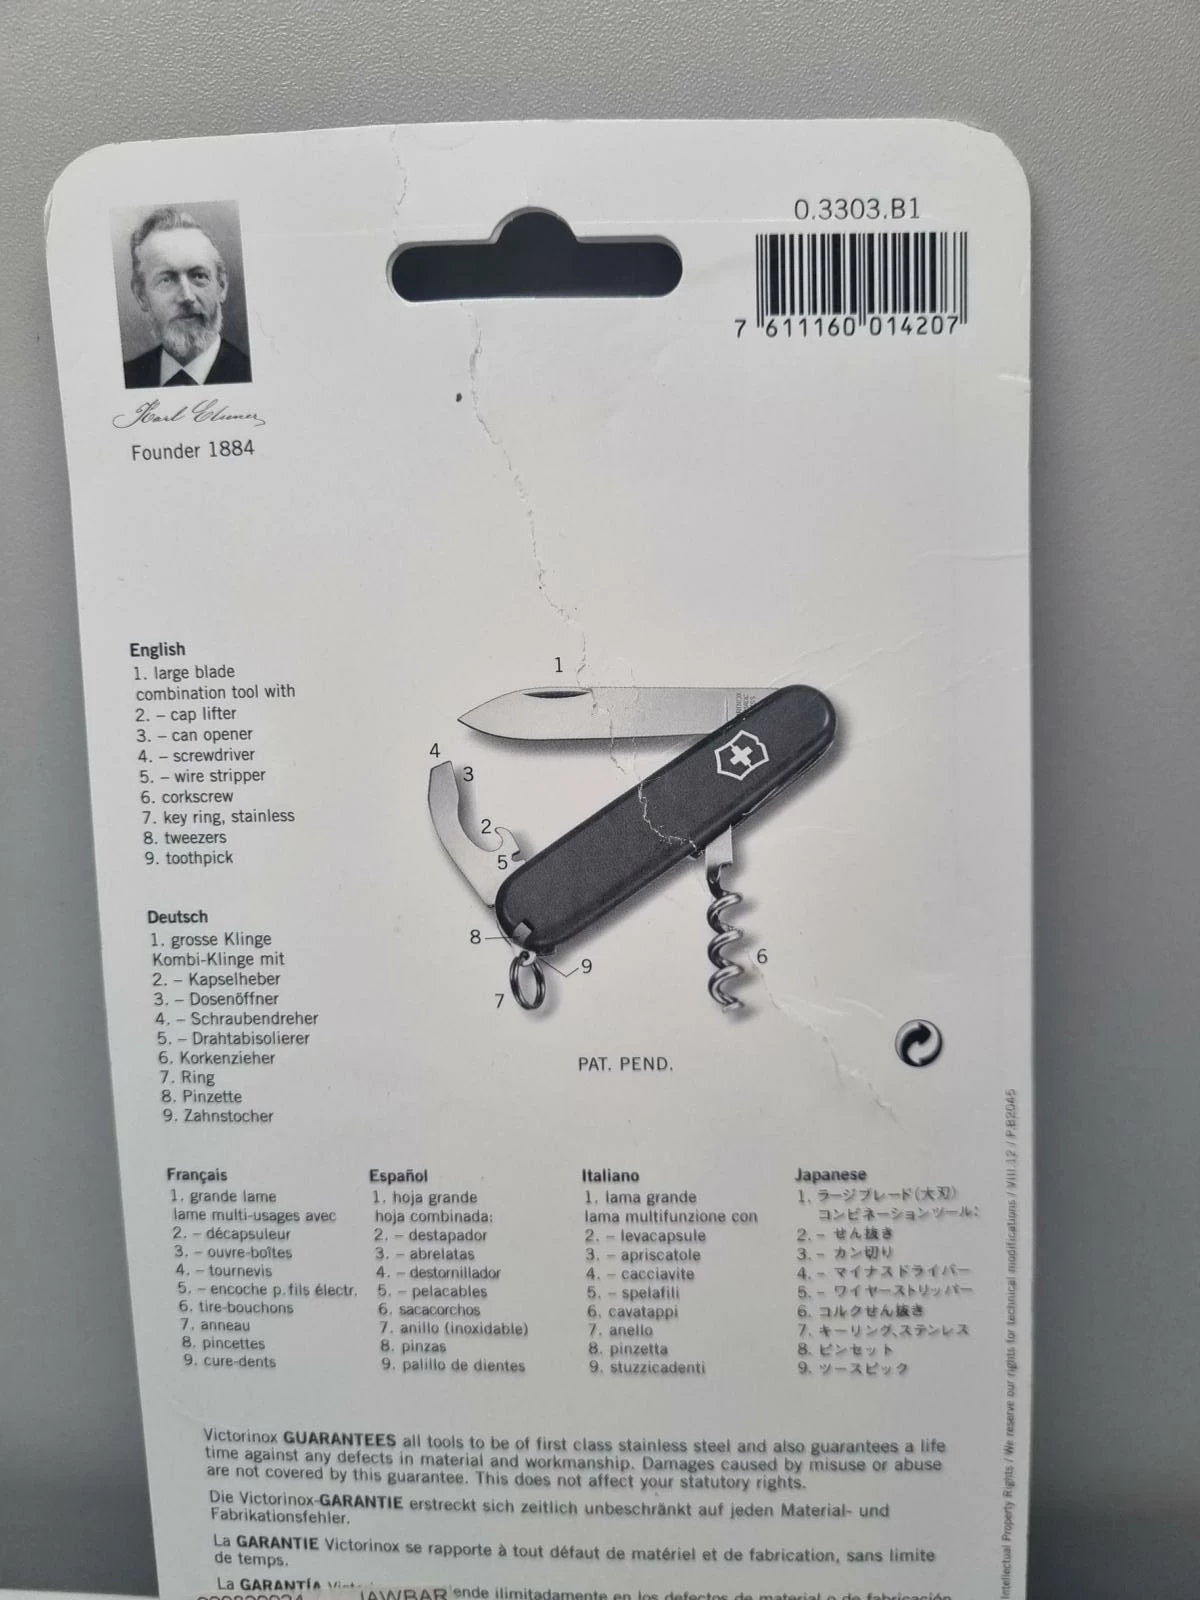 0.3303.B1
7 611160 014207
Karl Elsener
Founder 1884
English
1. large blade
combination tool with
2. – cap lifter
3. – can opener
4. – screwdriver
5. – wire stripper
6. corkscrew
7. key ring, stainless
8. tweezers
9. toothpick
1
4
3
2
5
8
9
7
6
PAT. PEND.
Deutsch
1. grosse Klinge
Kombi-Klinge mit
2. – Kapselheber
3. – Dosenöffner
4. – Schraubendreher
5. – Drahtabisolierer
6. Korkenzieher
7. Ring
8. Pinzette
9. Zahnstocher
Français
1. grande lame
lame multi-usages avec
2. – décapsuleur
3. – ouvre-boîtes
4. – tournevis
5. – encoche p. fils électr.
6. tire-bouchons
7. anneau
8. pincettes
9. cure-dents
Español
1. hoja grande
hoja combinada:
2. – destapador
3. – abrelatas
4. – destornillador
5. – pelacables
6. sacacorchos
7. anillo (inoxidable)
8. pinzas
9. palillo de dientes
Italiano
1. lama grande
lama multifunzione con
2. – levacapsule
3. – apriscatole
4. – cacciavite
5. – spelafili
6. cavatappi
7. anello
8. pinzetta
9. stuzzicadenti
Japanese
1. ラージブレード(大刃)
コンビネーションツール:
2. – せん抜き
3. – カン切り
4. – マイナスドライバー
5. – ワイヤーストリッパー
6. コルクせん抜き
7. キーリング、ステンレス
8. ピンセット
9. ツースピック
Victorinox GUARANTEES all tools to be of first class stainless steel and also guarantees a life
time against any defects in material and workmanship. Damages caused by misuse or abuse
are not covered by this guarantee. This does not affect your statutory rights.
Die Victorinox-GARANTIE erstreckt sich zeitlich unbeschränkt auf jeden Material- und
Fabrikationsfehler.
La GARANTIE Victorinox se rapporte à tout défaut de matériel et de fabrication, sans limite
de temps.
La GARANTÍA ende ilimitadamente en los defectos de material o de fabricación
Intellectual Property Rights / We reserve our rights for technical modifications / VIII.12 / P.B2045